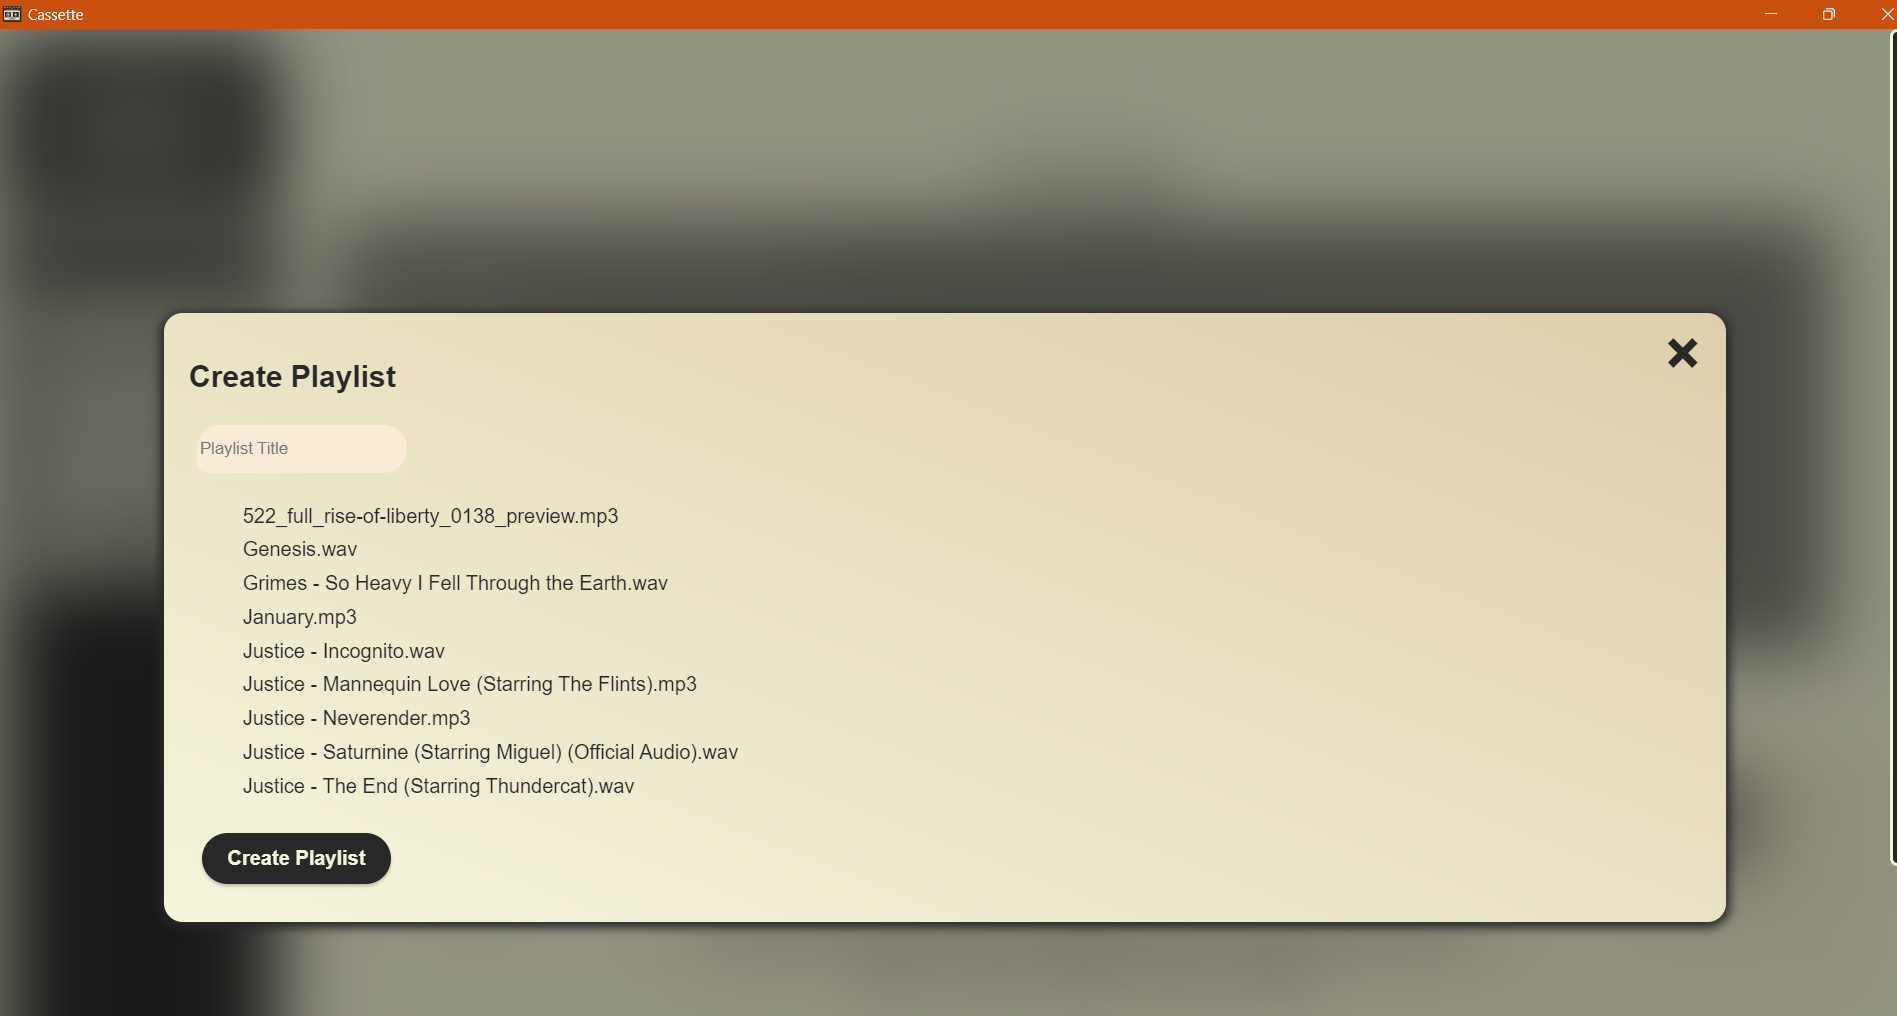 Cassette
Create Playlist
Playlist Title
522_full_rise-of-liberty_0138_preview.mp3
Genesis.wav
Grimes - So Heavy I Fell Through the Earth.wav
January.mp3
Justice - Incognito.wav
Justice - Mannequin Love (Starring The Flints).mp3
Justice - Neverender.mp3
Justice - Saturnine (Starring Miguel) (Official Audio).wav
Justice - The End (Starring Thundercat).wav
Create Playlist